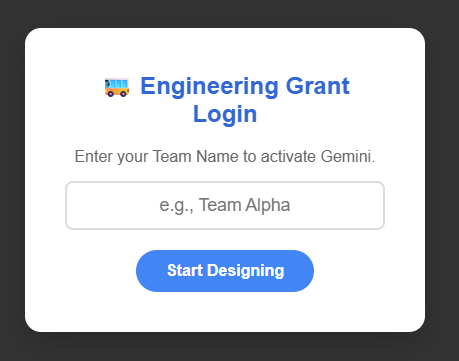 🚌 Engineering Grant
Login
Enter your Team Name to activate Gemini.
e.g., Team Alpha
Start Designing